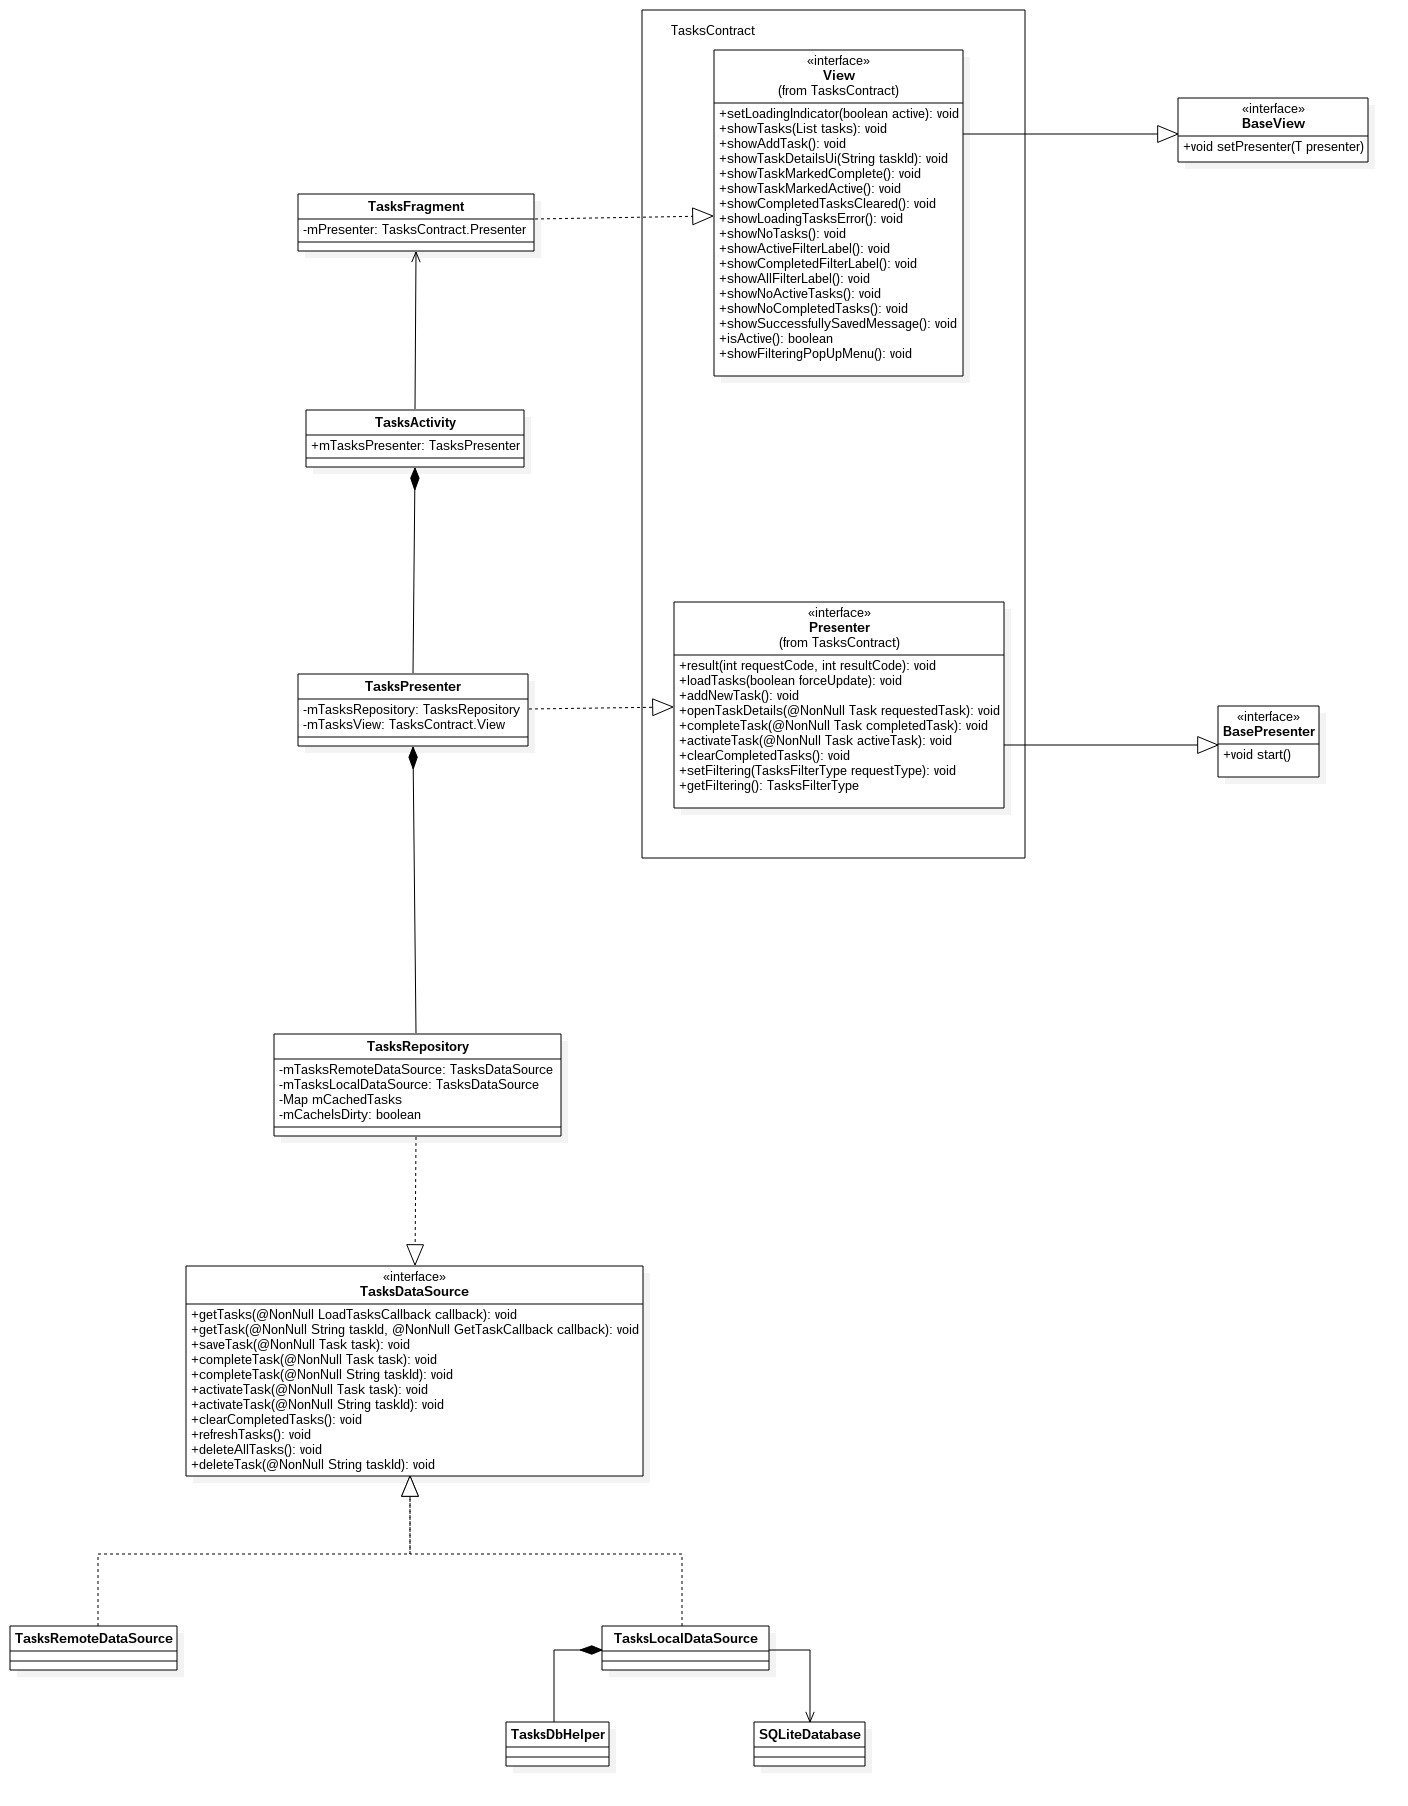 TasksContract
«interface»
View
(from TasksContract)
+setLoadingIndicator(boolean active): void
+showTasks(List tasks): void
+showAddTask(): void
+showTaskDetailsUi(String taskId): void
+showTaskMarkedComplete(): void
+showTaskMarkedActive(): void
+showCompletedTasksCleared(): void
+showLoadingTasksError(): void
+showNoTasks(): void
+showActiveFilterLabel(): void
+showCompletedFilterLabel(): void
+showAllFilterLabel(): void
+showNoActiveTasks(): void
+showNoCompletedTasks(): void
+showSuccessfullySavedMessage(): void
+isActive(): boolean
+showFilteringPopUpMenu(): void
«interface»
BaseView
+void setPresenter(T presenter)
TasksFragment
-mPresenter: TasksContract.Presenter
TasksActivity
+mTasksPresenter: TasksPresenter
«interface»
Presenter
(from TasksContract)
+result(int requestCode, int resultCode): void
+loadTasks(boolean forceUpdate): void
+addNewTask(): void
+openTaskDetails(@NonNull Task requestedTask): void
+completeTask(@NonNull Task completedTask): void
+activateTask(@NonNull Task activeTask): void
+clearCompletedTasks(): void
+setFiltering(TasksFilterType requestType): void
+getFiltering(): TasksFilterType
TasksPresenter
-mTasksRepository: TasksRepository
-mTasksView: TasksContract.View
«interface»
BasePresenter
+void start()
TasksRepository
-mTasksRemoteDataSource: TasksDataSource
-mTasksLocalDataSource: TasksDataSource
-Map mCachedTasks
-mCacheIsDirty: boolean
«interface»
TasksDataSource
+getTasks(@NonNull LoadTasksCallback callback): void
+getTask(@NonNull String taskId, @NonNull GetTaskCallback callback): void
+saveTask(@NonNull Task task): void
+completeTask(@NonNull Task task): void
+completeTask(@NonNull String taskId): void
+activateTask(@NonNull Task task): void
+activateTask(@NonNull String taskId): void
+clearCompletedTasks(): void
+refreshTasks(): void
+deleteAllTasks(): void
+deleteTask(@NonNull String taskId): void
TasksRemoteDataSource
TasksLocalDataSource
TasksDbHelper
SQLiteDatabase